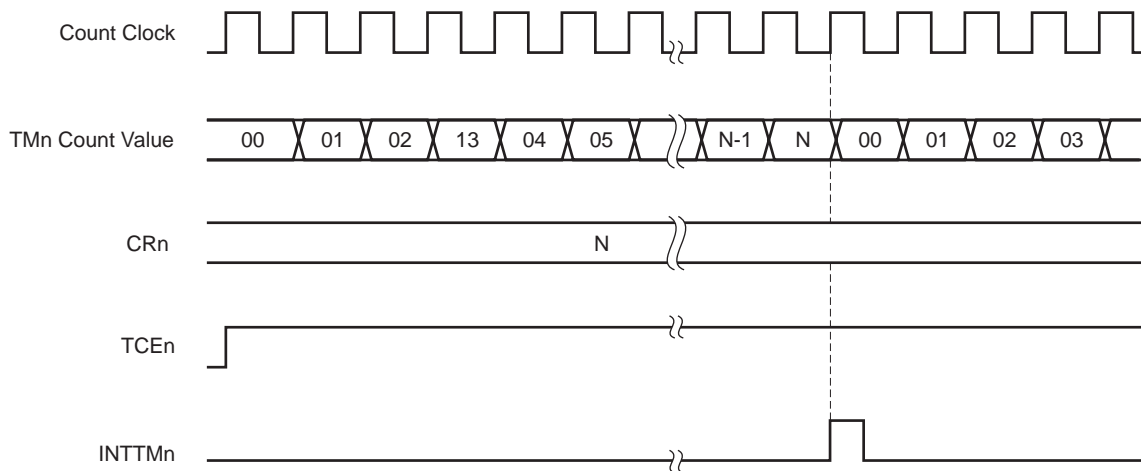 Count Clock
TMn Count Value 00 01 02 13 04 05 N-1 N 00 01 02 03
CRn N
TCEn
INTTMn